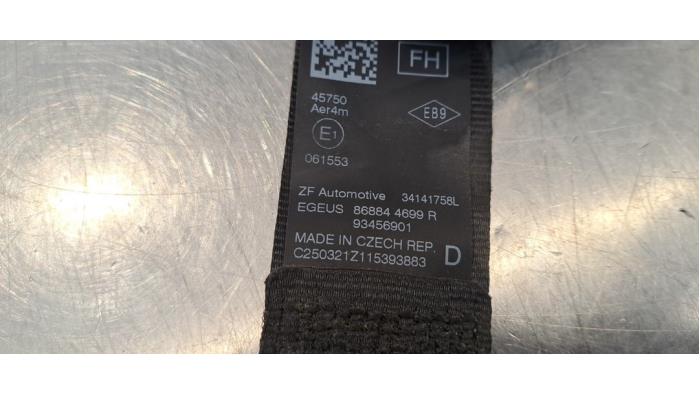 FH
45750
Aer4m
E89
E1
061553
ZF Automotive 34141758L
EGEUS 86884 4699 R
93456901
MADE IN CZECH REP. D
C250321Z115393883